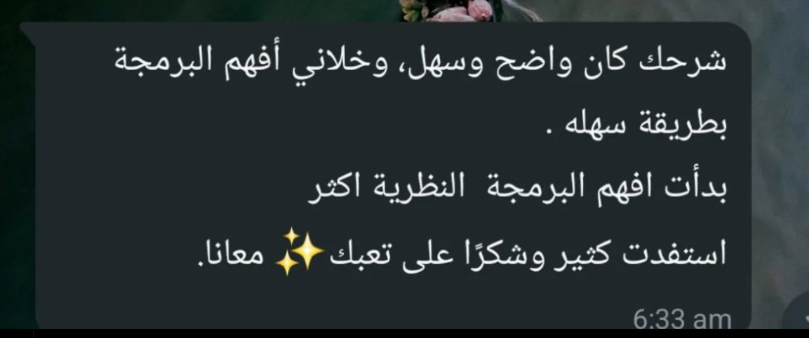 شرحك كان واضح وسهل، وخلاني أفهم البرمجة
بطريقة سهله .
بدأت افهم البرمجة  النظرية اكثر
استفدت كثير وشكرًا على تعبك✨ معانا.
6:33 am